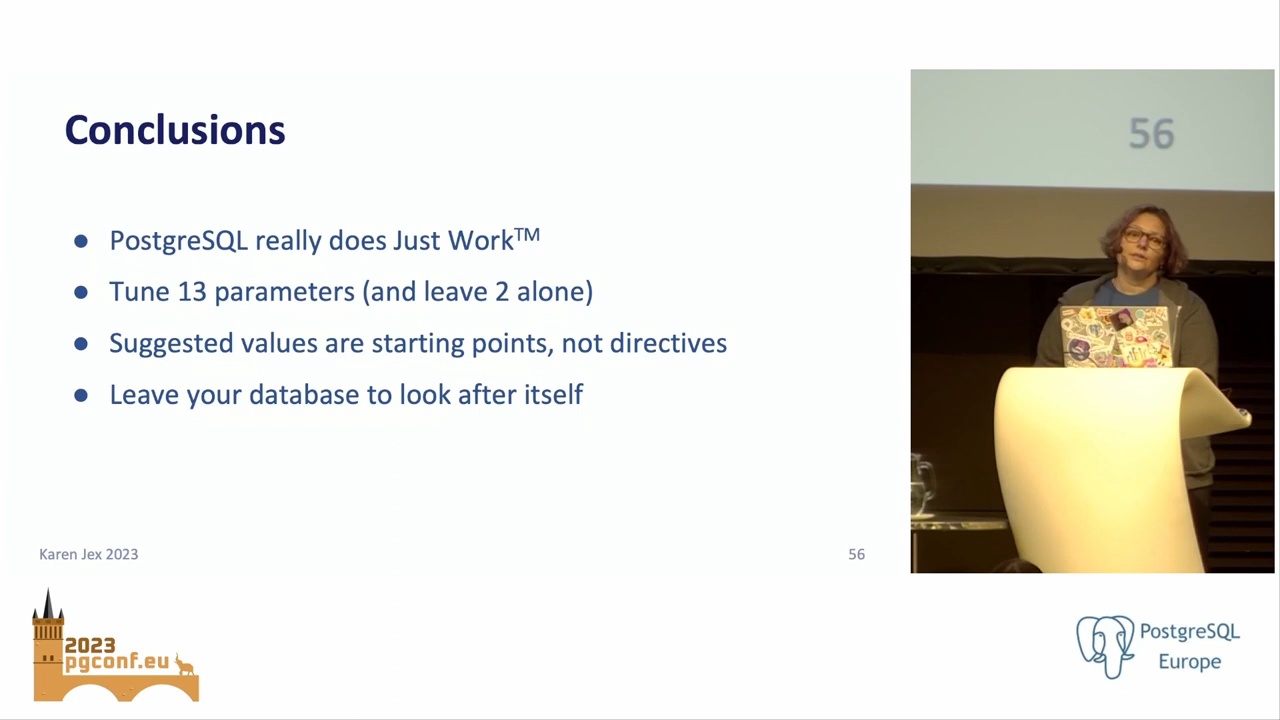 Conclusions
● PostgreSQL really does Just Work™
● Tune 13 parameters (and leave 2 alone)
● Suggested values are starting points, not directives
● Leave your database to look after itself
Karen Jex 2023
56
56
2023
pgconf.eu
PostgreSQL
Europe